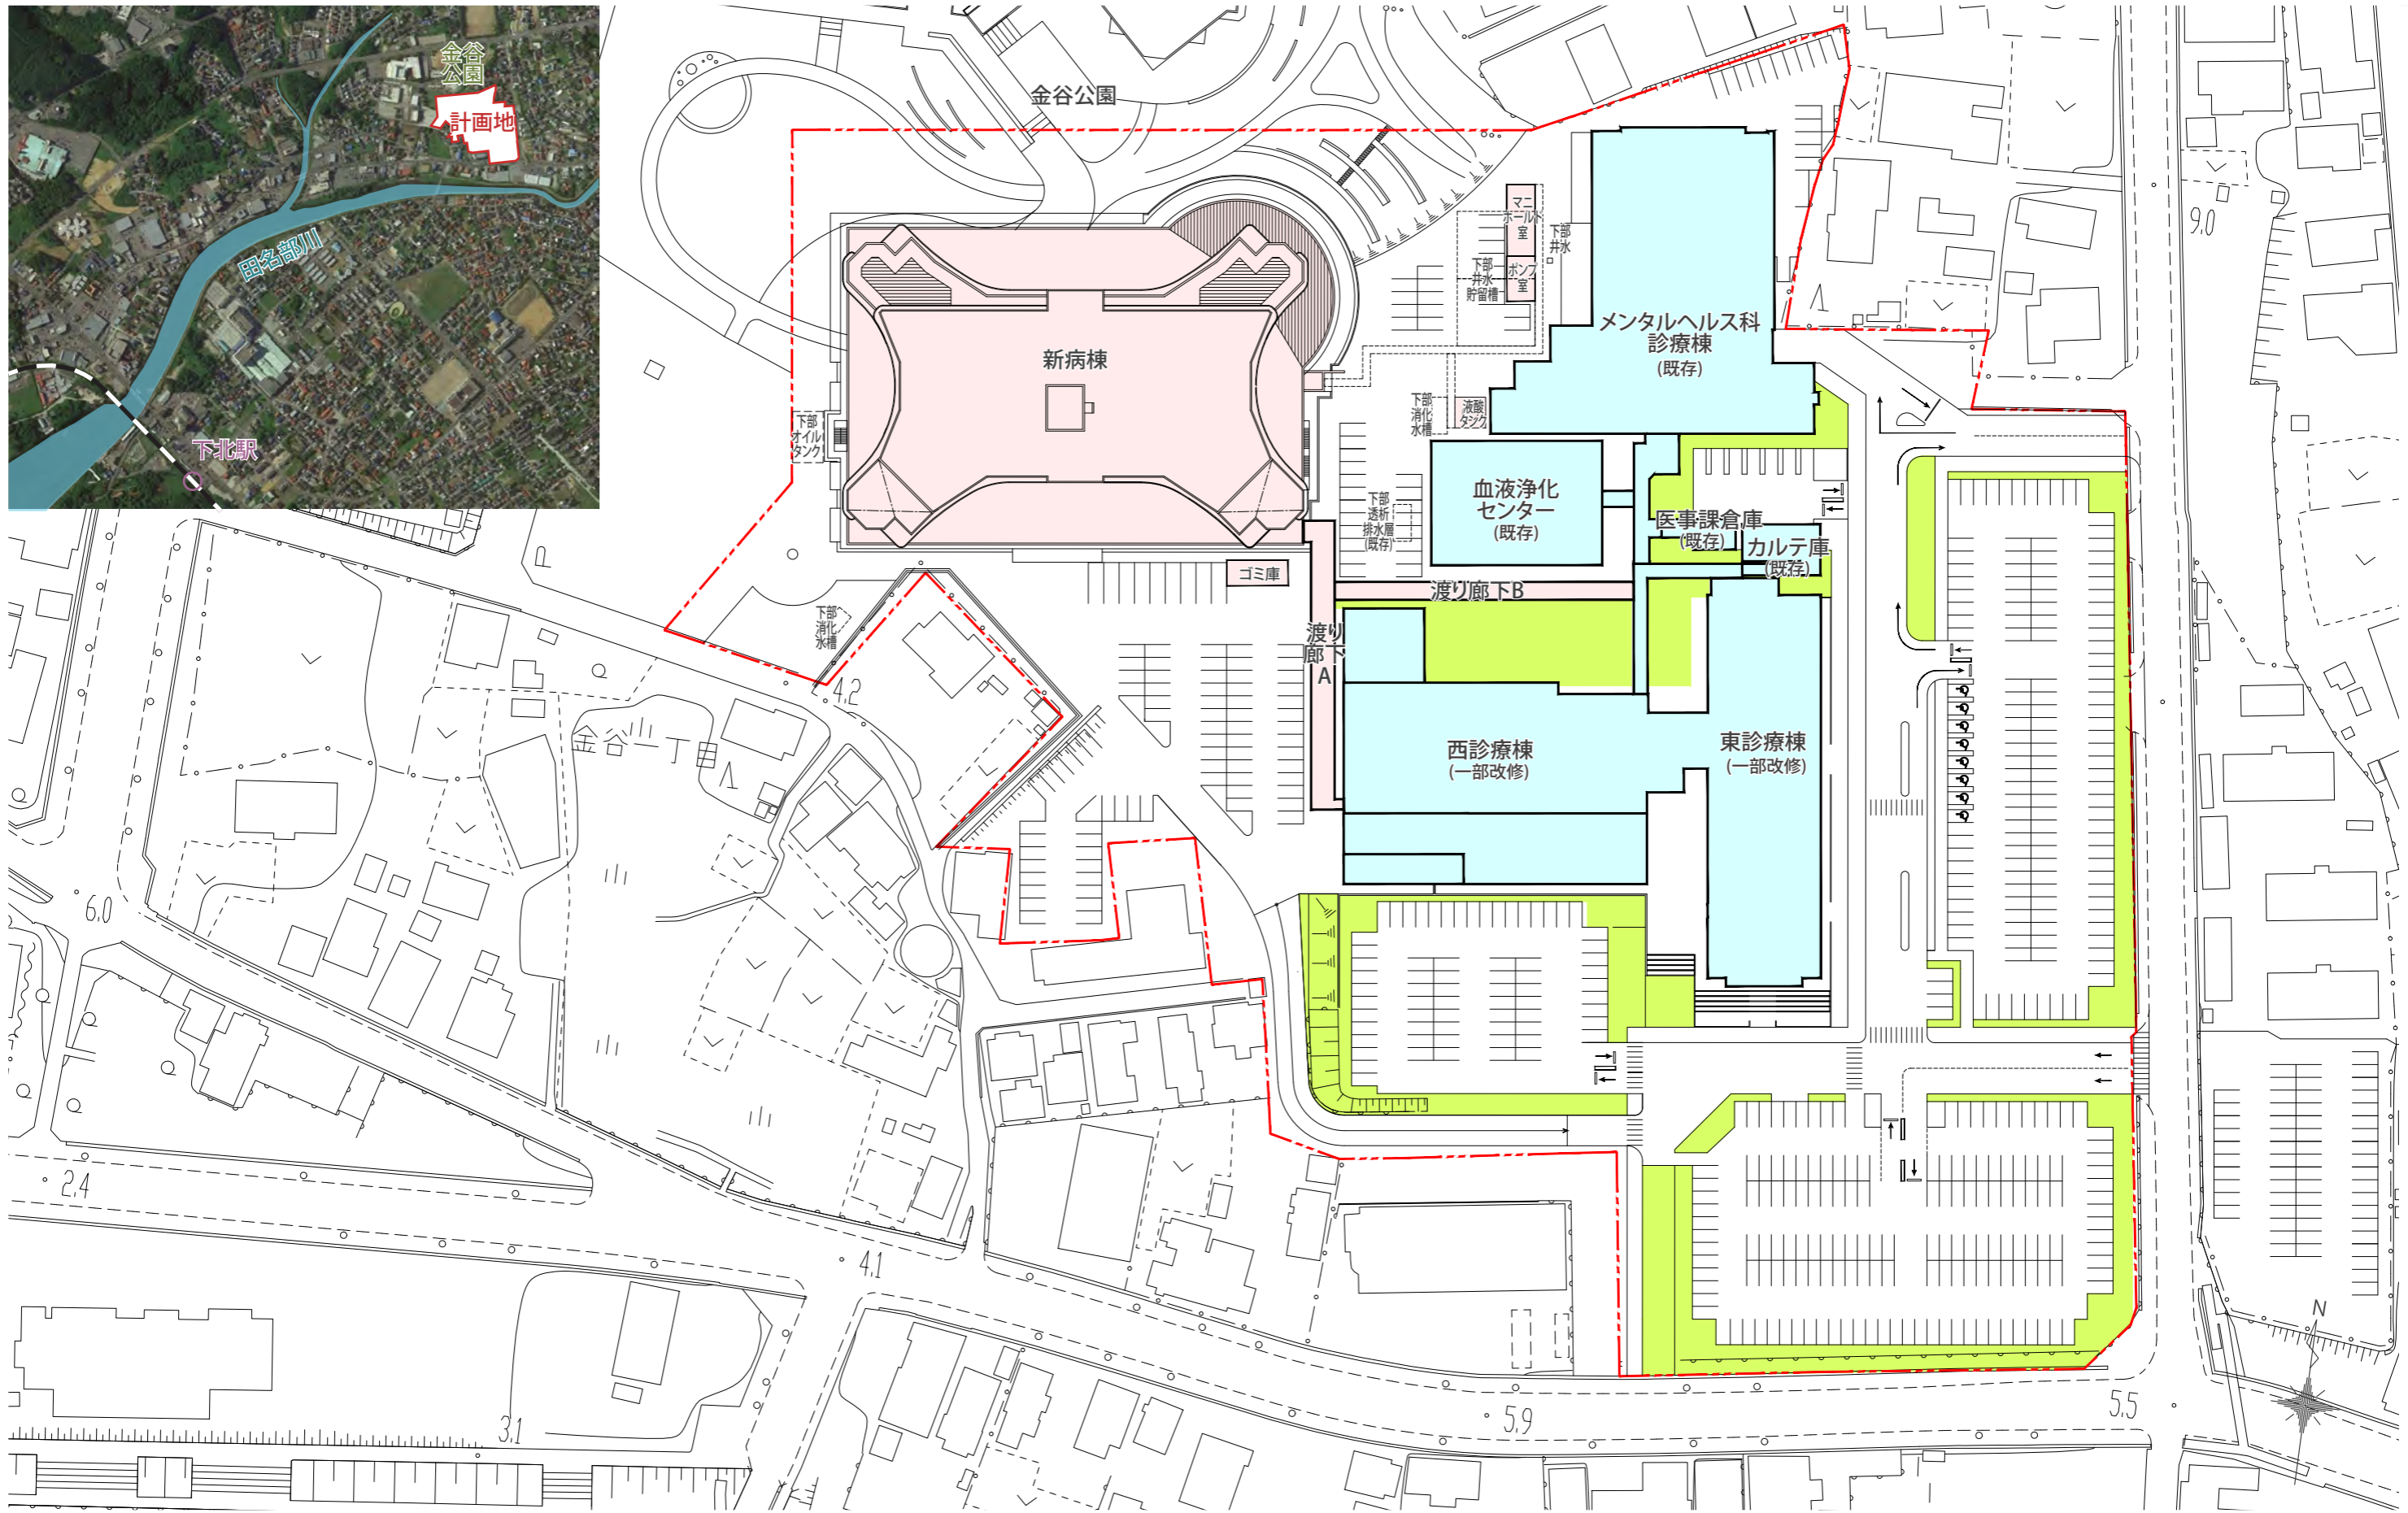 金谷
公園
計画地
田名部川
下北駅
金谷公園
9.0
マニ
ホールド
室
下部
井水
ポンプ
室
下部
井水
貯留槽
メンタルヘルス科
診療棟
(既存)
新病棟
下部
オイル
タンク
下部
消化
水槽
液酸
タンク
血液浄化
センター
(既存)
下部
透析
排水層
(既存)
医事課倉庫
(既存)
カルテ庫
(既存)
ゴミ庫
渡り廊下B
下部
消化
水槽
渡り
廊下
A
4.2
金谷一丁目
西診療棟
(一部改修)
東診療棟
(一部改修)
6.0
2.4
4.1
N
3.1
5.9
5.5